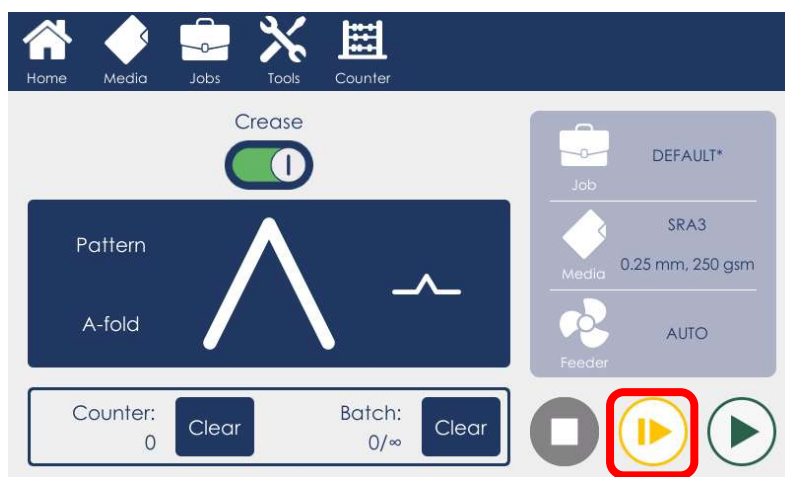 Home Media Jobs Tools Counter
Crease
Pattern
A-fold
Counter:
0
Clear
Batch:
0/∞
Clear
DEFAULT*
Job
SRA3
0.25 mm, 250 gsm
Media
AUTO
Feeder